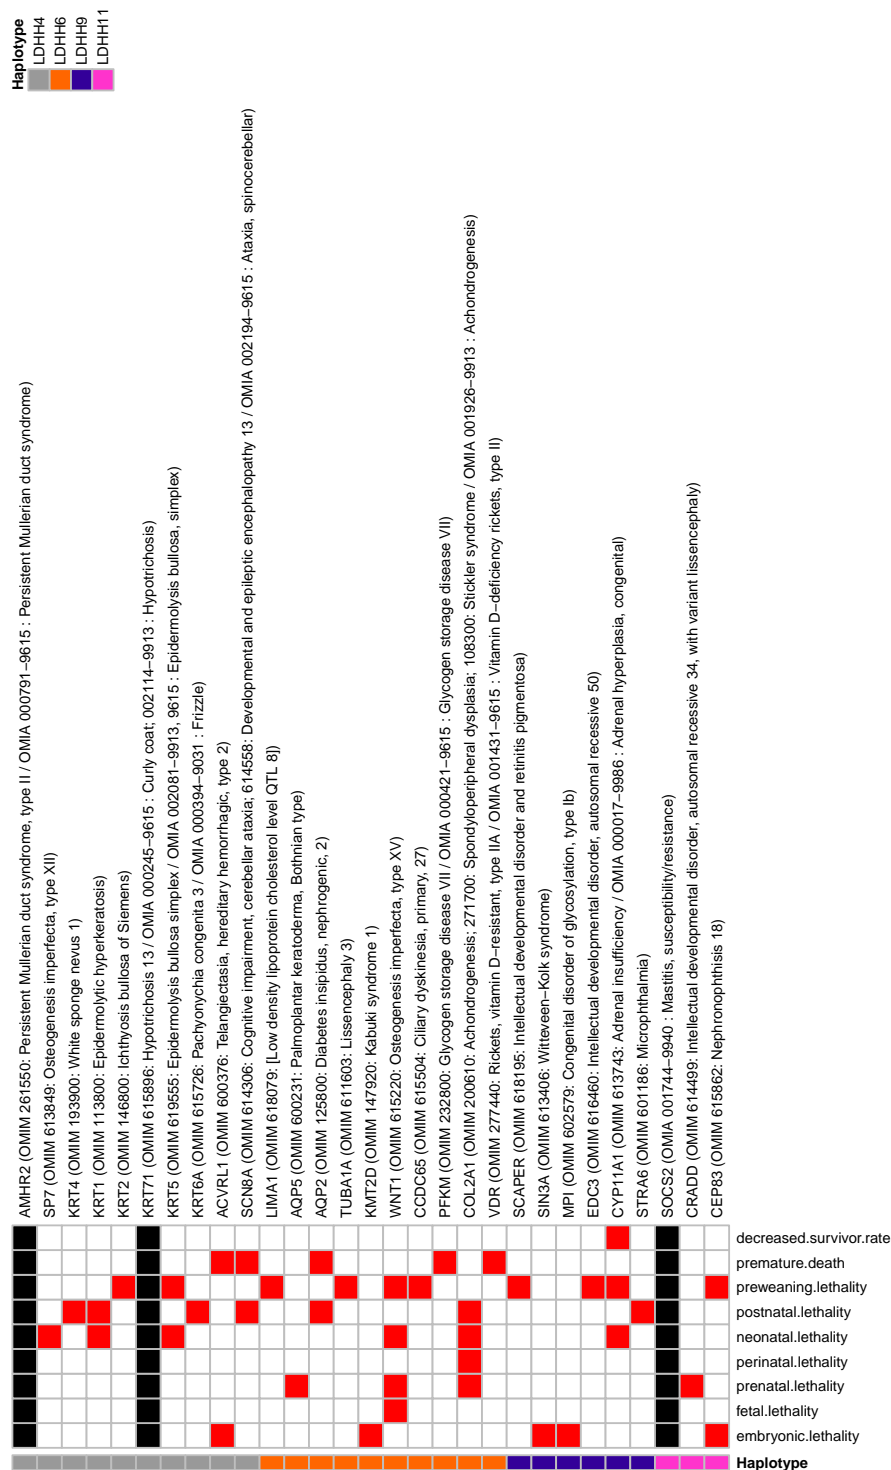 Haplotype
LDHH4
LDHH6
LDHH9
LDHH11
AMHR2 (OMIM 261550: Persistent Mullerian duct syndrome, type II / OMIA 000791−9615 : Persistent Mullerian duct syndrome)
SP7 (OMIM 613849: Osteogenesis imperfecta, type XII)
KRT4 (OMIM 193900: White sponge nevus 1)
KRT1 (OMIM 113800: Epidermolytic hyperkeratosis)
KRT2 (OMIM 146800: Ichthyosis bullosa of Siemens)
KRT71 (OMIM 615896: Hypotrichosis 13 / OMIA 000245−9615 : Curly coat; 002114−9913 : Hypotrichosis)
KRT5 (OMIM 619555: Epidermolysis bullosa simplex / OMIA 002081−9913, 9615 : Epidermolysis bullosa, simplex)
KRT6A (OMIM 615726: Pachyonychia congenita 3 / OMIA 000394−9031 : Frizzle)
ACVRL1 (OMIM 600376: Telangiectasia, hereditary hemorrhagic, type 2)
SCN8A (OMIM 614306: Cognitive impairment, cerebellar ataxia; 614558: Developmental and epileptic encephalopathy 13 / OMIA 002194−9615 : Ataxia, spinocerebellar)
LIMA1 (OMIM 618079: [Low density lipoprotein cholesterol level QTL 8])
AQP5 (OMIM 600231: Palmoplantar keratoderma, Bothnian type)
AQP2 (OMIM 125800: Diabetes insipidus, nephrogenic, 2)
TUBA1A (OMIM 611603: Lissencephaly 3)
KMT2D (OMIM 147920: Kabuki syndrome 1)
WNT1 (OMIM 615220: Osteogenesis imperfecta, type XV)
CCDC65 (OMIM 615504: Ciliary dyskinesia, primary, 27)
PFKM (OMIM 232800: Glycogen storage disease VII / OMIA 000421−9615 : Glycogen storage disease VII)
COL2A1 (OMIM 200610: Achondrogenesis; 271700: Spondyloperipheral dysplasia; 108300: Stickler syndrome / OMIA 001926−9913 : Achondrogenesis)
VDR (OMIM 277440: Rickets, vitamin D−resistant, type IIA / OMIA 001431−9615 : Vitamin D−deficiency rickets, type II)
SCAPER (OMIM 618195: Intellectual developmental disorder and retinitis pigmentosa)
SIN3A (OMIM 613406: Witteveen−Kolk syndrome)
MPI (OMIM 602579: Congenital disorder of glycosylation, type Ib)
EDC3 (OMIM 616460: Intellectual developmental disorder, autosomal recessive 50)
CYP11A1 (OMIM 613743: Adrenal insufficiency / OMIA 000017−9986 : Adrenal hyperplasia, congenital)
STRA6 (OMIM 601186: Microphthalmia)
SOCS2 (OMIA 001744−9940 : Mastitis, susceptibility/resistance)
CRADD (OMIM 614499: Intellectual developmental disorder, autosomal recessive 34, with variant lissencephaly)
CEP83 (OMIM 615862: Nephronophthisis 18)
decreased.survivor.rate
premature.death
preweaning.lethality
postnatal.lethality
neonatal.lethality
perinatal.lethality
prenatal.lethality
fetal.lethality
embryonic.lethality
Haplotype